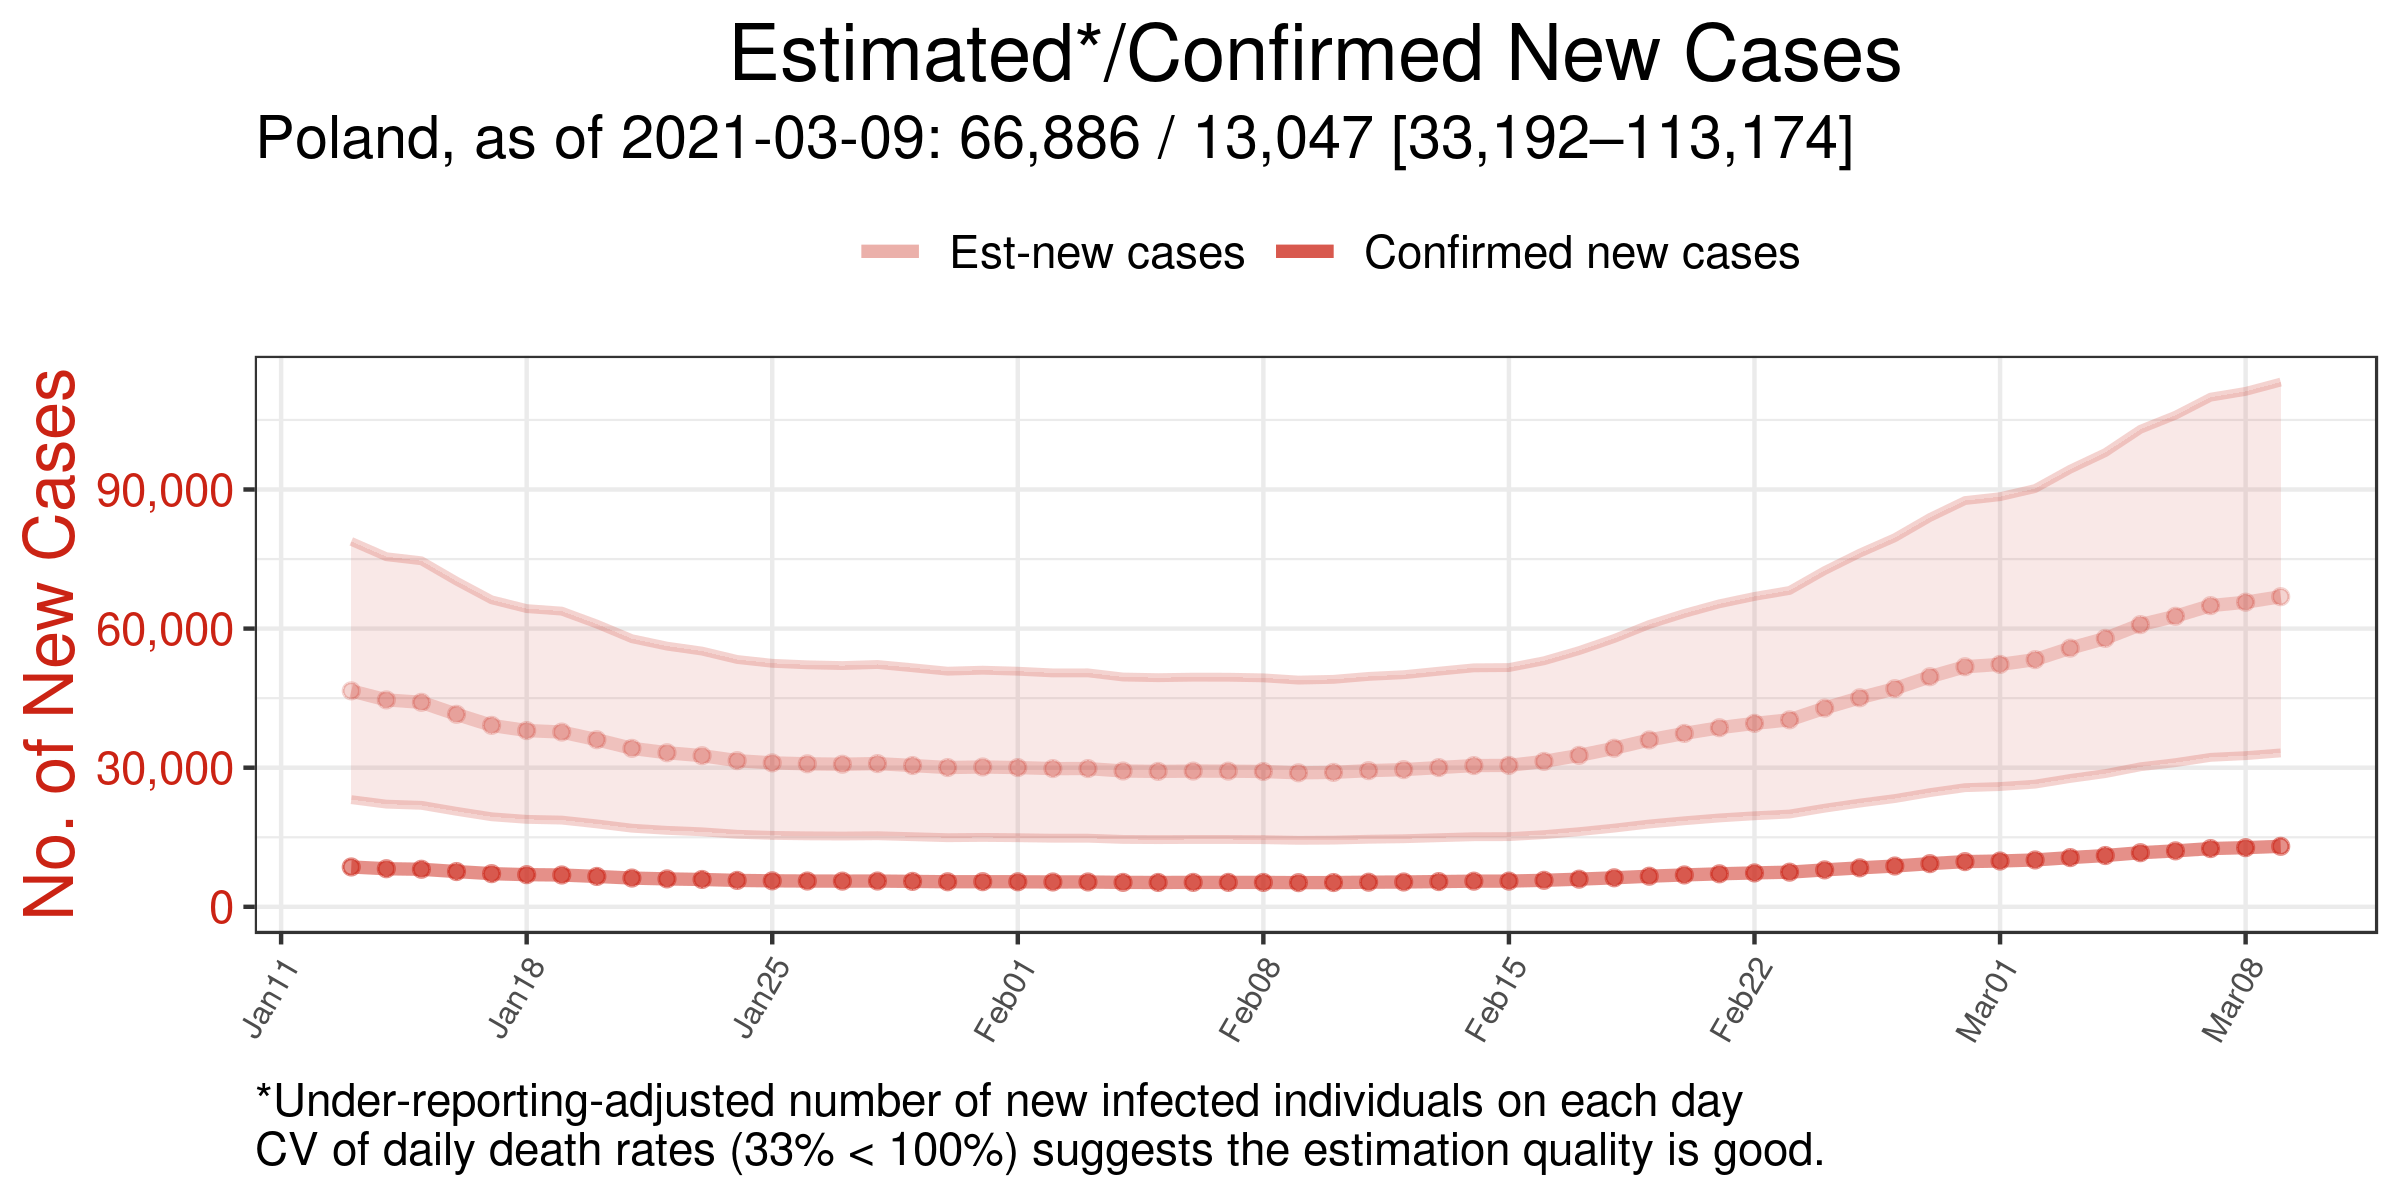 Estimated*/Confirmed New Cases
Poland, as of 2021-03-09: 66,886 / 13,047 [33,192–113,174]
Est-new cases Confirmed new cases
No. of New Cases
90,000
60,000
30,000
0
Jan11 Jan18 Jan25 Feb01 Feb08 Feb15 Feb22 Mar01 Mar08
*Under-reporting-adjusted number of new infected individuals on each day
CV of daily death rates (33% < 100%) suggests the estimation quality is good.